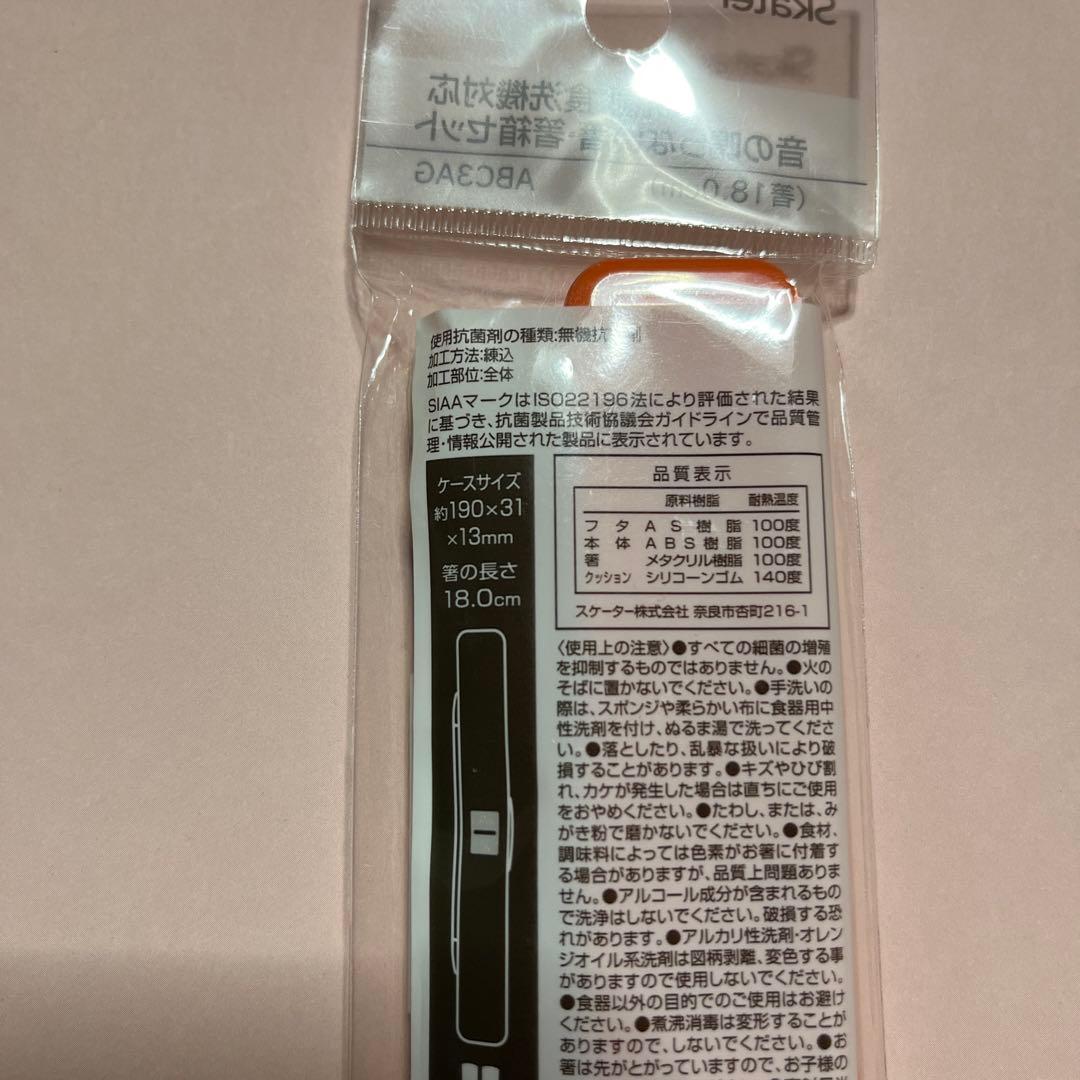 Skater
食洗機対応
音の鳴らない箸・箸箱セット
(箸18.0cm) ABC3AG
使用抗菌剤の種類:無機抗 剤
加工方法:練込
加工部位:全体
SIAAマークはISO22196法により評価された結果
に基づき、抗菌製品技術協議会ガイドラインで品質管
理・情報公開された製品に表示されています。
ケースサイズ
約190×31
×13mm
箸の長さ
18.0cm
品質表示
原料樹脂 耐熱温度
フタ AS樹脂 100度
本体 ABS樹脂 100度
箸 メタクリル樹脂 100度
クッション シリコーンゴム 140度
スケーター株式会社 奈良市杏町216-1
〈使用上の注意〉●すべての細菌の増殖
を抑制するものではありません。●火の
そばに置かないでください。●手洗いの
際は、スポンジや柔らかい布に食器用中
性洗剤を付け、ぬるま湯で洗ってくださ
い。●落としたり、乱暴な扱いにより破
損することがあります。●キズやひび割
れ、カケが発生した場合は直ちにご使用
をおやめください。●たわし、または、み
がき粉で磨かないでください。●食材、
調味料によっては色素がお箸に付着す
る場合がありますが、品質上問題ありま
せん。●アルコール成分が含まれるもの
で洗浄はしないでください。破損する恐
れがあります。●アルカリ性洗剤・オレン
ジオイル系洗剤は図柄剥離、変色する事
がありますので使用しないでください。
●食器以外の目的でのご使用はお避け
ください。●煮沸消毒は変形することが
ありますので、しないでください。●お
箸は先がとがっていますので、お子様の